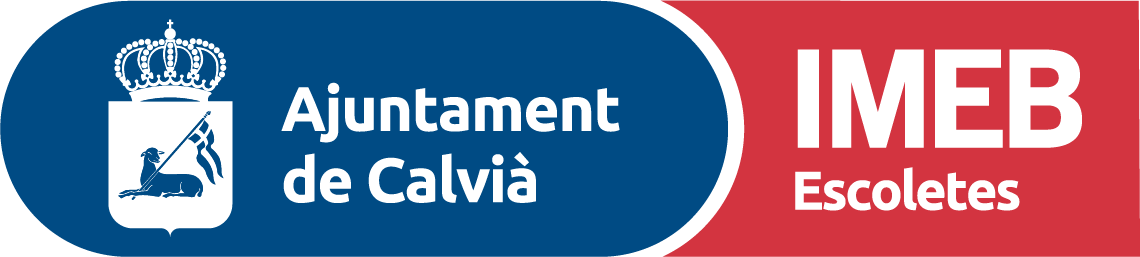 Ajuntament
de Calvià
IMEB
Escoletes